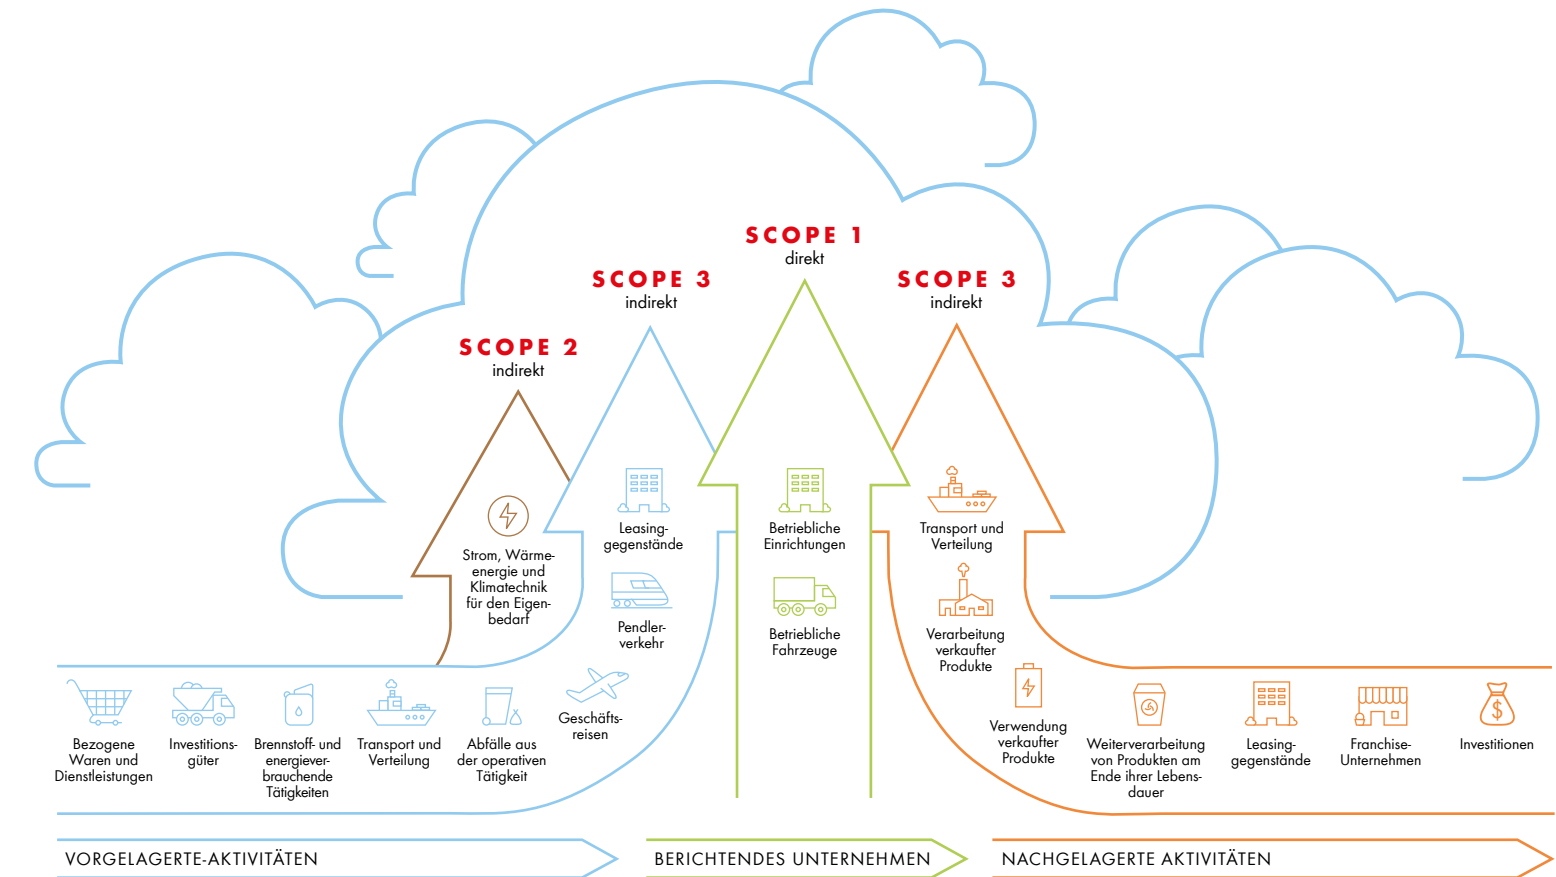 SCOPE 1
direkt
SCOPE 3
indirekt
SCOPE 3
indirekt
SCOPE 2
indirekt
Strom, Wärme-
energie und
Klimatechnik
für den Eigen-
bedarf
Leasing-
gegenstände
Pendler-
verkehr
Geschäfts-
reisen
Betriebliche
Einrichtungen
Betriebliche
Fahrzeuge
Transport und
Verteilung
Verarbeitung
verkaufter
Produkte
Verwendung
verkaufter
Produkte
Bezogene
Waren und
Dienstleistungen
Investitions-
güter
Brennstoff- und
energiever-
brauchende
Tätigkeiten
Transport und
Verteilung
Abfälle aus
der operativen
Tätigkeit
Weiterverarbeitung
von Produkten am
Ende ihrer Lebens-
dauer
Leasing-
gegenstände
Franchise-
Unternehmen
$
Investitionen
VORGELAGERTE-AKTIVITÄTEN
BERICHTENDES UNTERNEHMEN
NACHGELAGERTE AKTIVITÄTEN